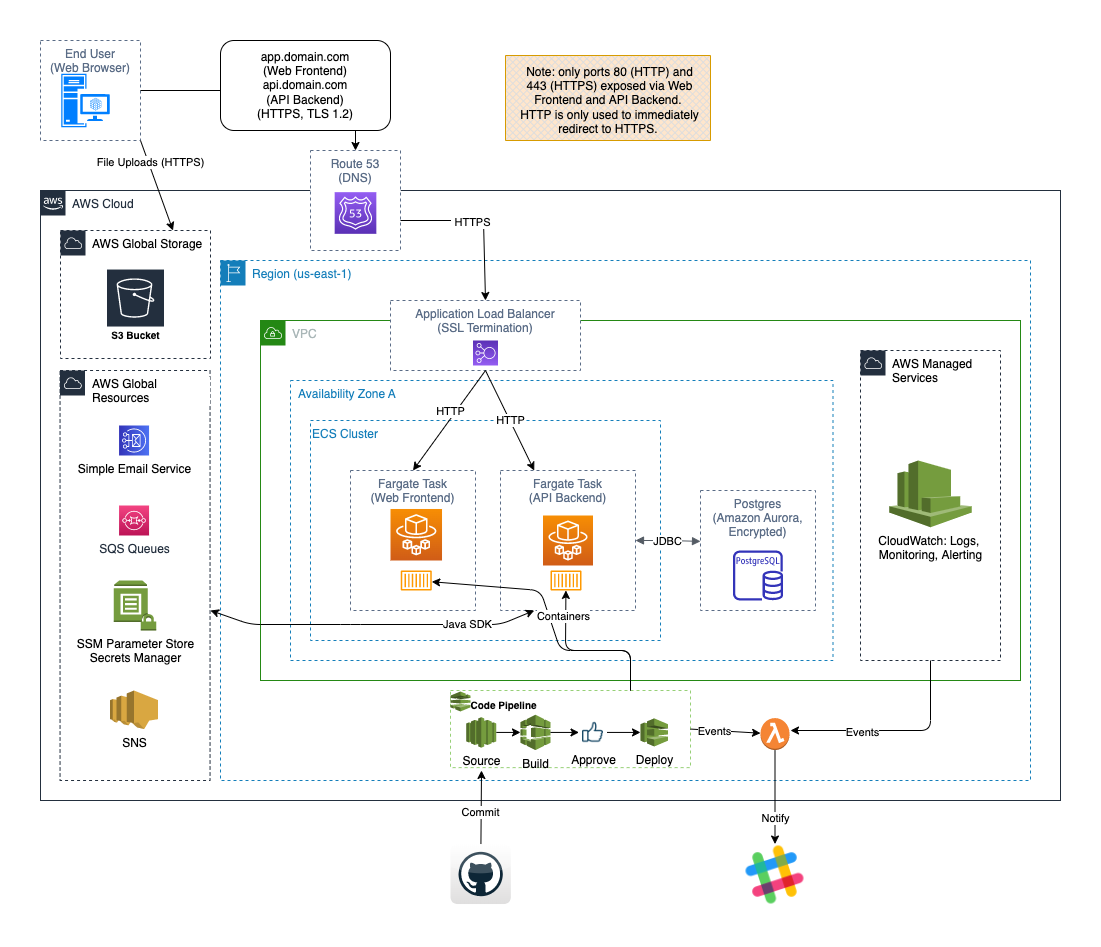 End User
(Web Browser)
app.domain.com
(Web Frontend)
api.domain.com
(API Backend)
(HTTPS, TLS 1.2)
Note: only ports 80 (HTTP) and
443 (HTTPS) exposed via Web
Frontend and API Backend.
HTTP is only used to immediately
redirect to HTTPS.
File Uploads (HTTPS)
Route 53
(DNS)
53
aws
AWS Cloud
HTTPS
AWS Global Storage
S3 Bucket
Region (us-east-1)
Application Load Balancer
(SSL Termination)
VPC
AWS Managed
Services
CloudWatch: Logs,
Monitoring, Alerting
AWS Global
Resources
Simple Email Service
SQS Queues
SSM Parameter Store
Secrets Manager
SNS
Availability Zone A
HTTP
HTTP
ECS Cluster
Fargate Task
(Web Frontend)
Fargate Task
(API Backend)
Postgres
(Amazon Aurora,
Encrypted)
PostgreSQL
JDBC
Containers
Java SDK
Code Pipeline
Source
Build
Approve
Deploy
Events
Events
Commit
Notify